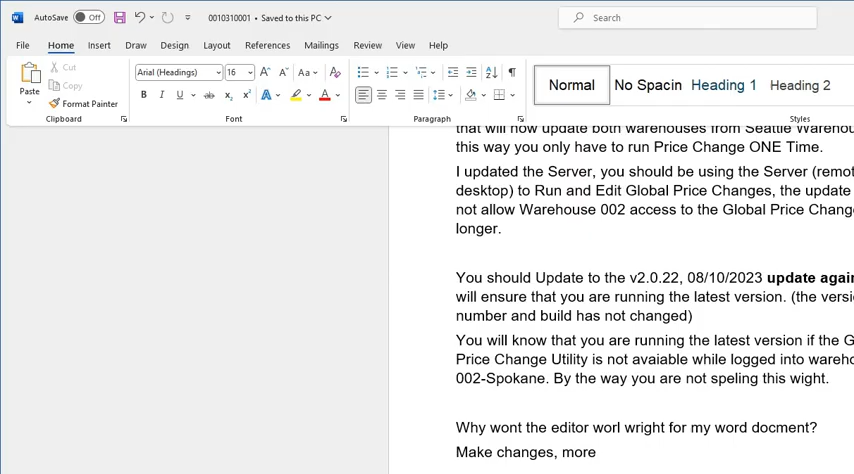 AutoSave Off 0010310001 • Saved to this PC Search
File Home Insert Draw Design Layout References Mailings Review View Help
Paste Cut Copy Format Painter Arial (Headings) 16 Normal No Spacin Heading 1 Heading 2
Clipboard Font Paragraph Styles
that will now update both warehouses from Seattle Wareho
this way you only have to run Price Change ONE Time.
I updated the Server, you should be using the Server (remot
desktop) to Run and Edit Global Price Changes, the update
not allow Warehouse 002 access to the Global Price Chang
longer.
You should Update to the v2.0.22, 08/10/2023 update again
will ensure that you are running the latest version. (the versi
number and build has not changed)
You will know that you are running the latest version if the G
Price Change Utility is not avaiable while logged into wareho
002-Spokane. By the way you are not speling this wight.
Why wont the editor worl wright for my word docment?
Make changes, more